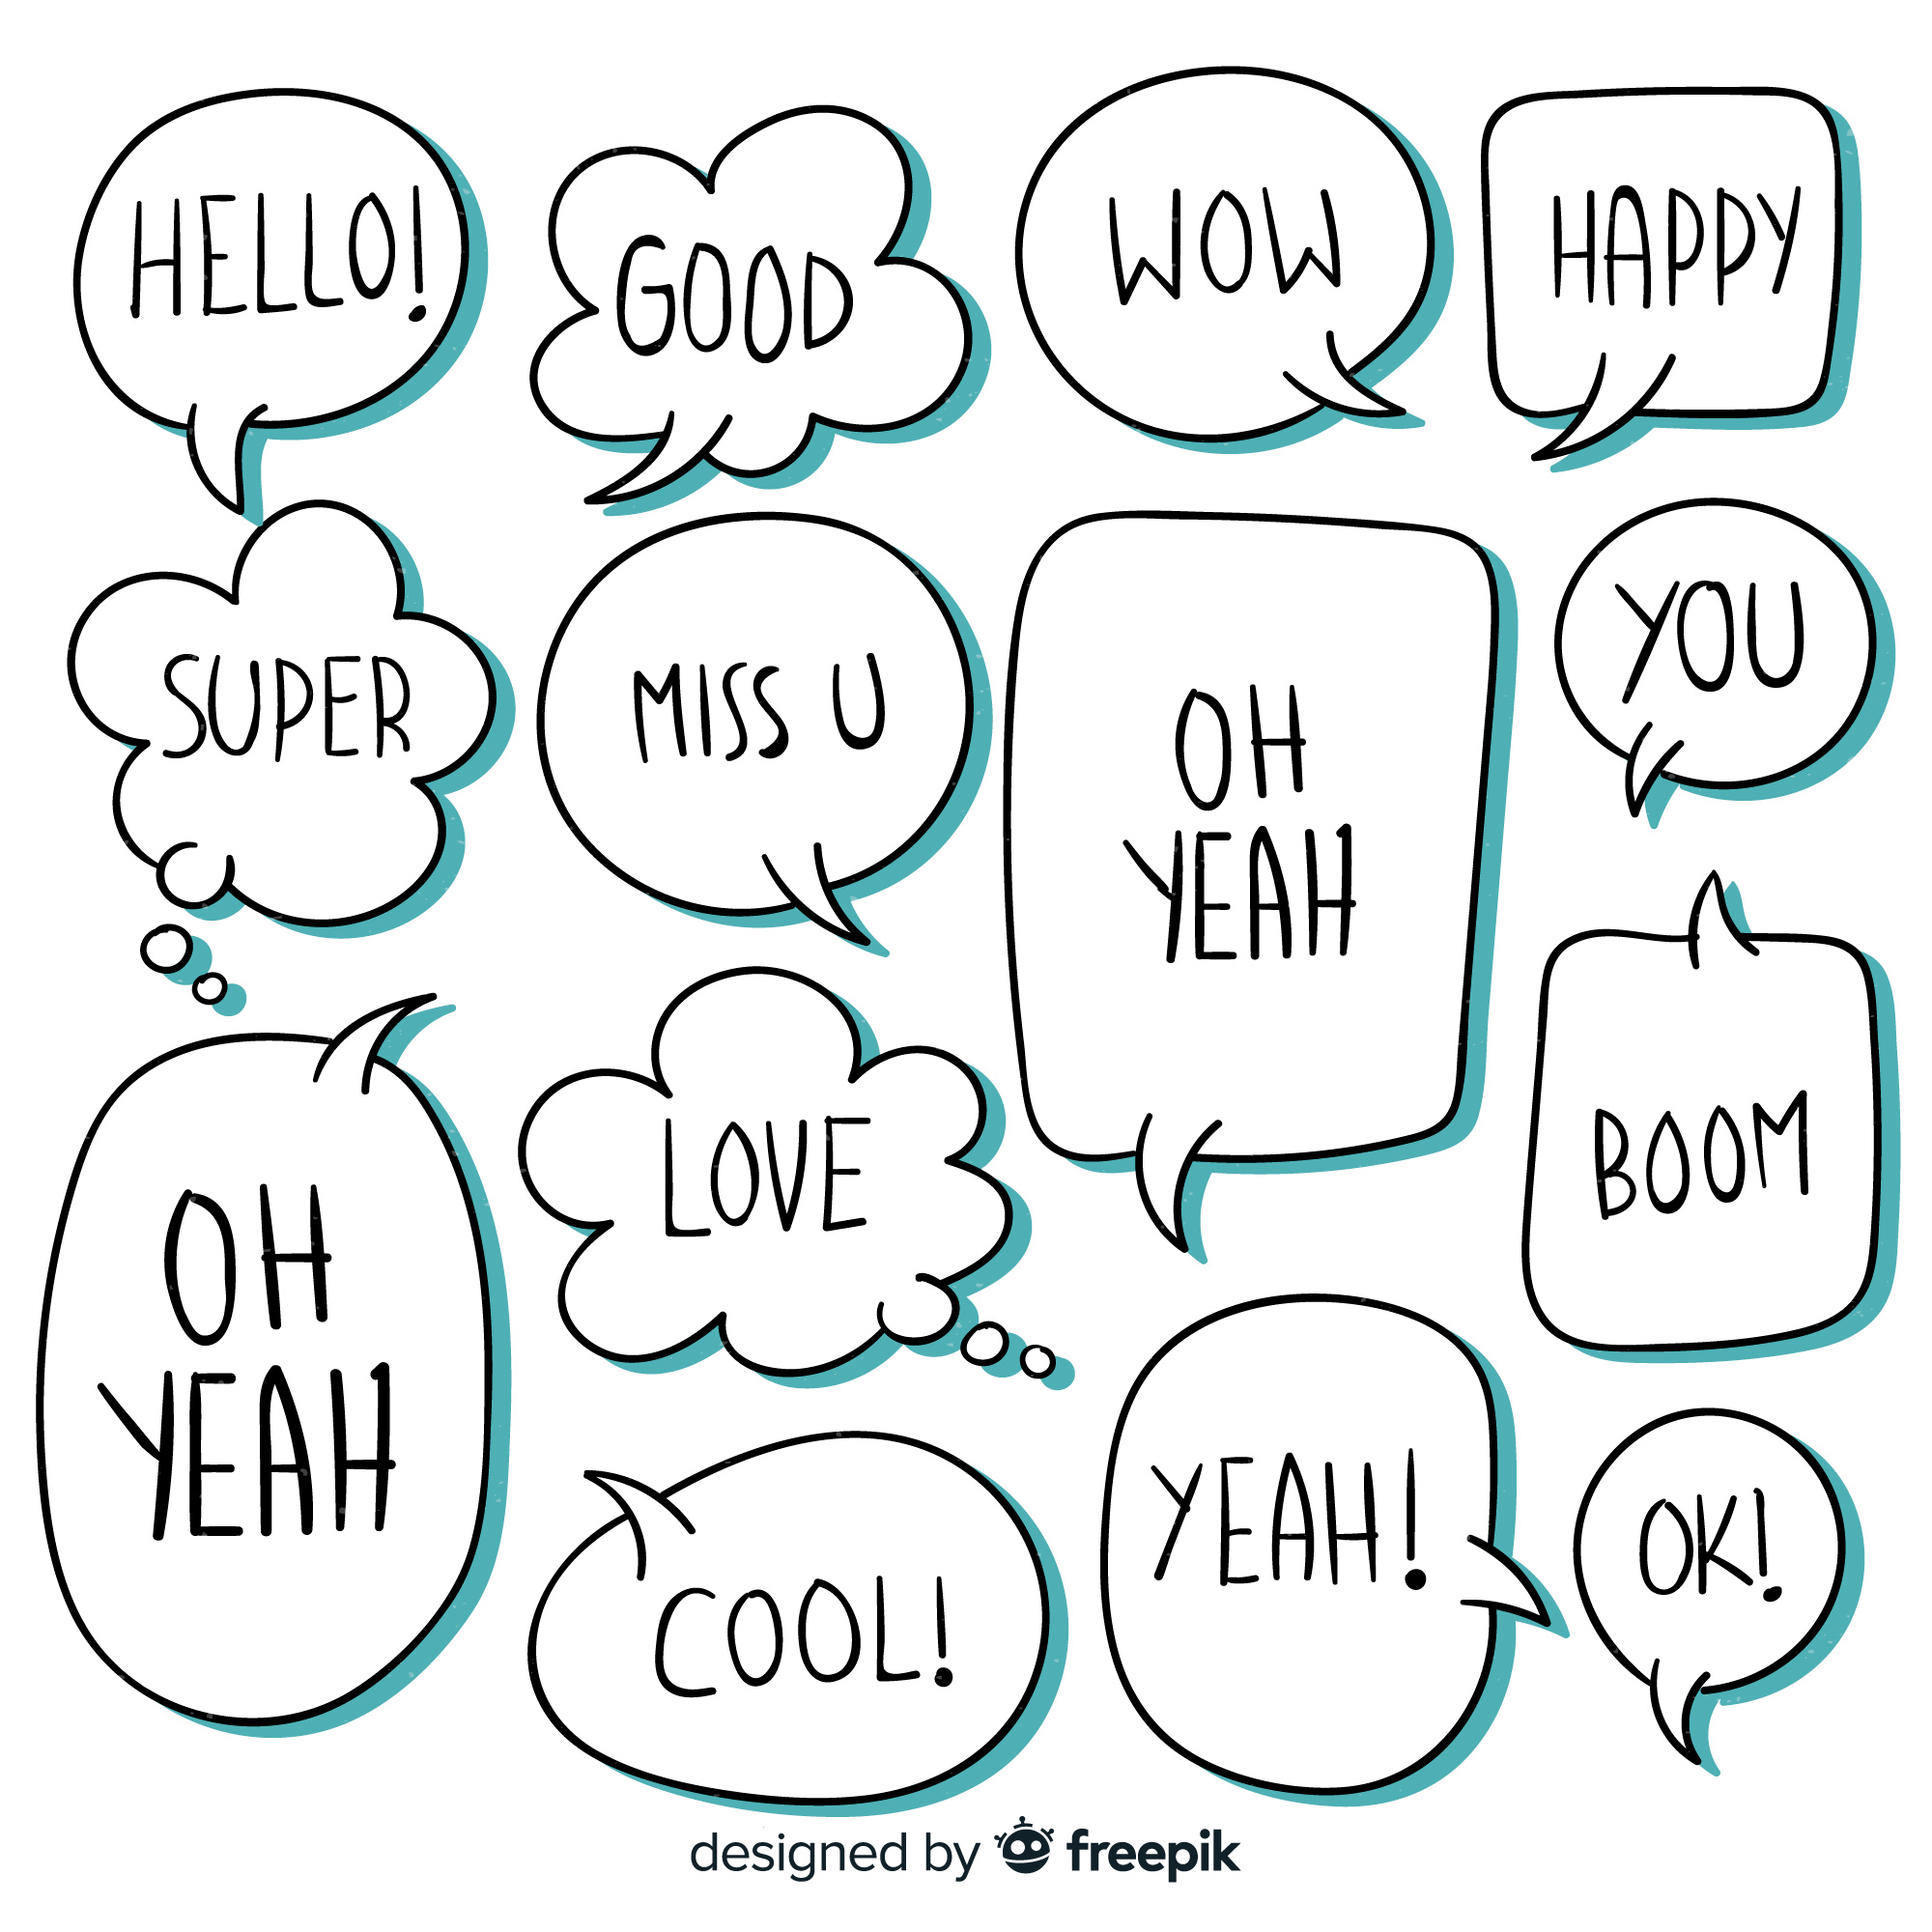 HELLO!
GOOD
WOW
HAPPY
SUPER
MISS U
OH
YEAH
YOU
BOOM
OH
YEAH
LOVE
COOL!
YEAH!
OK!
designed by freepik